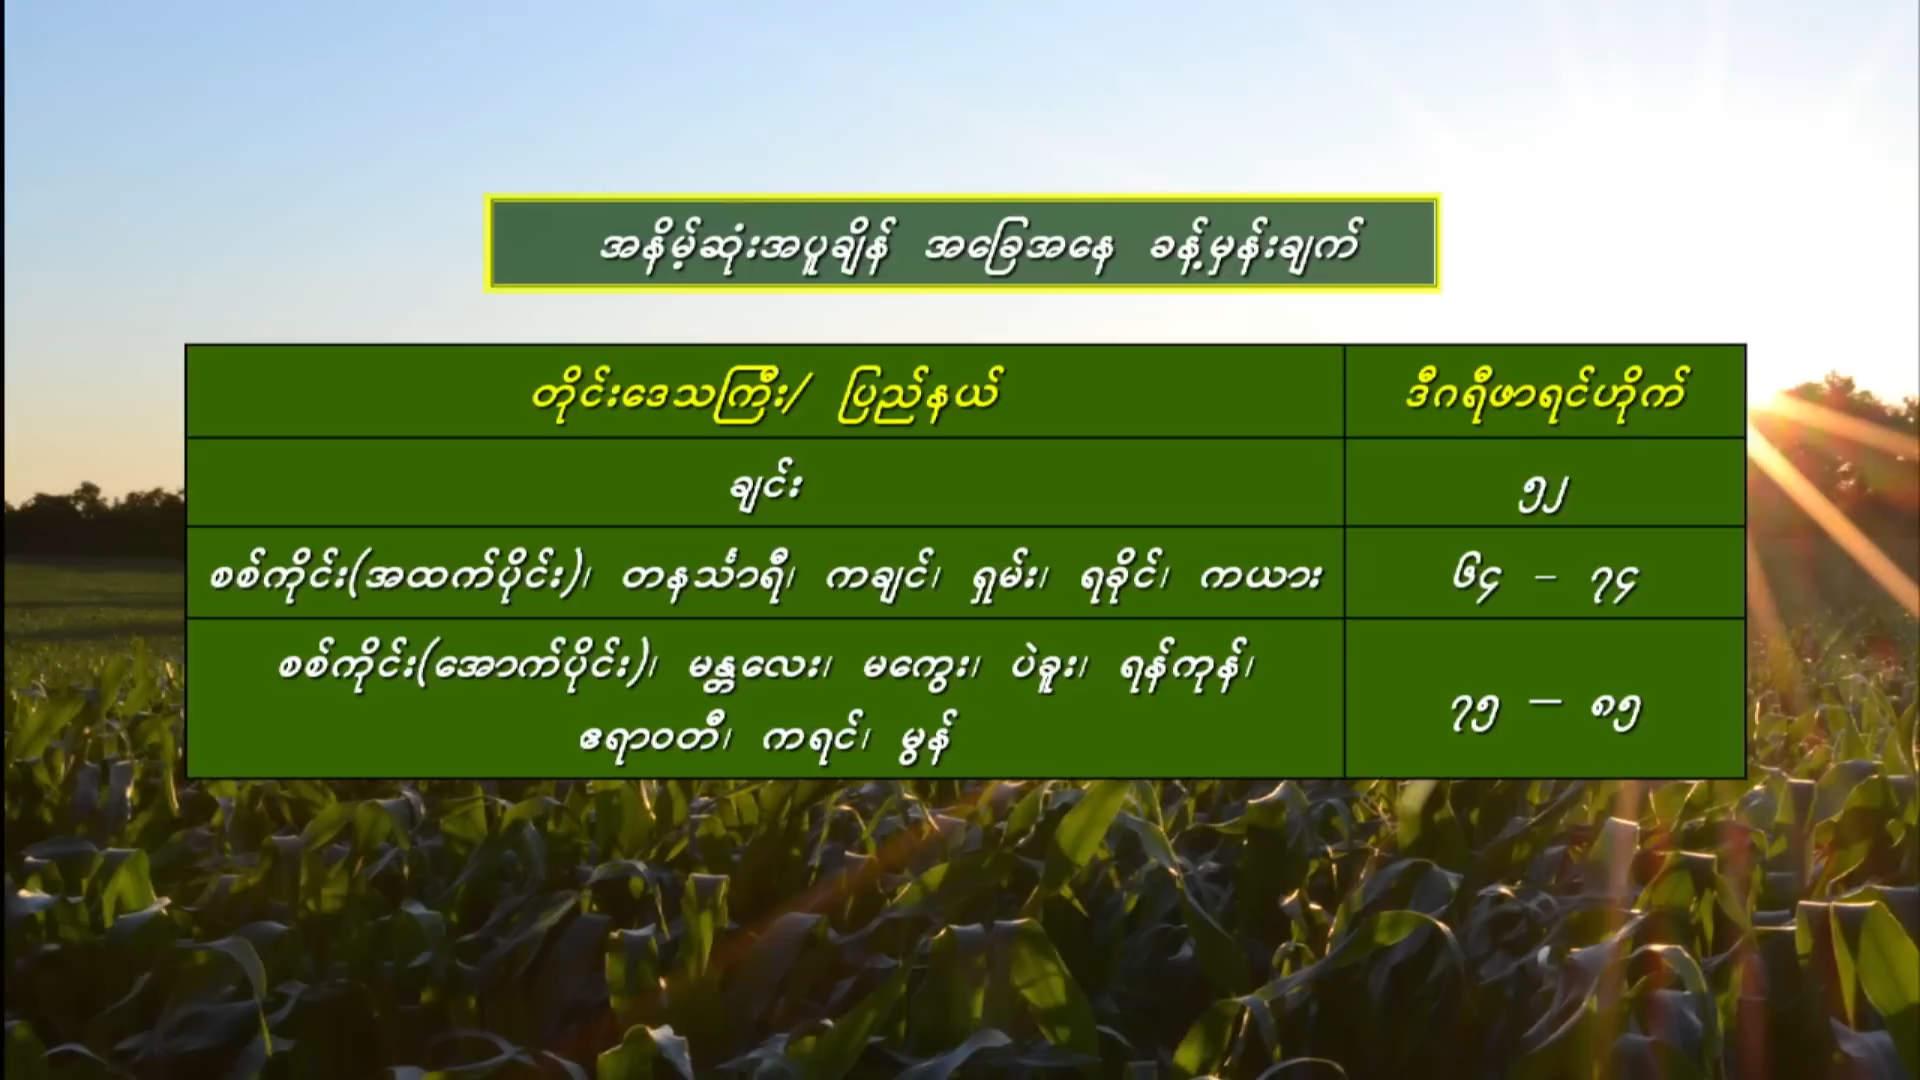 အနိမ့်ဆုံးအပူချိန် အခြေအနေ ခန့်မှန်းချက်
တိုင်းဒေသကြီး/ ပြည်နယ် ဒီဂရီဖာရင်ဟိုက်
ချင်း ၅၂
စစ်ကိုင်း(အထက်ပိုင်း)၊ တနင်္သာရီ၊ ကချင်၊ ရှမ်း၊ ရခိုင်၊ ကယား ၆၄ – ၇၄
စစ်ကိုင်း(အောက်ပိုင်း)၊ မန္တလေး၊ မကွေး၊ ပဲခူး၊ ရန်ကုန်၊
ဧရာဝတီ၊ ကရင်၊ မွန် ၇၅ – ၈၅